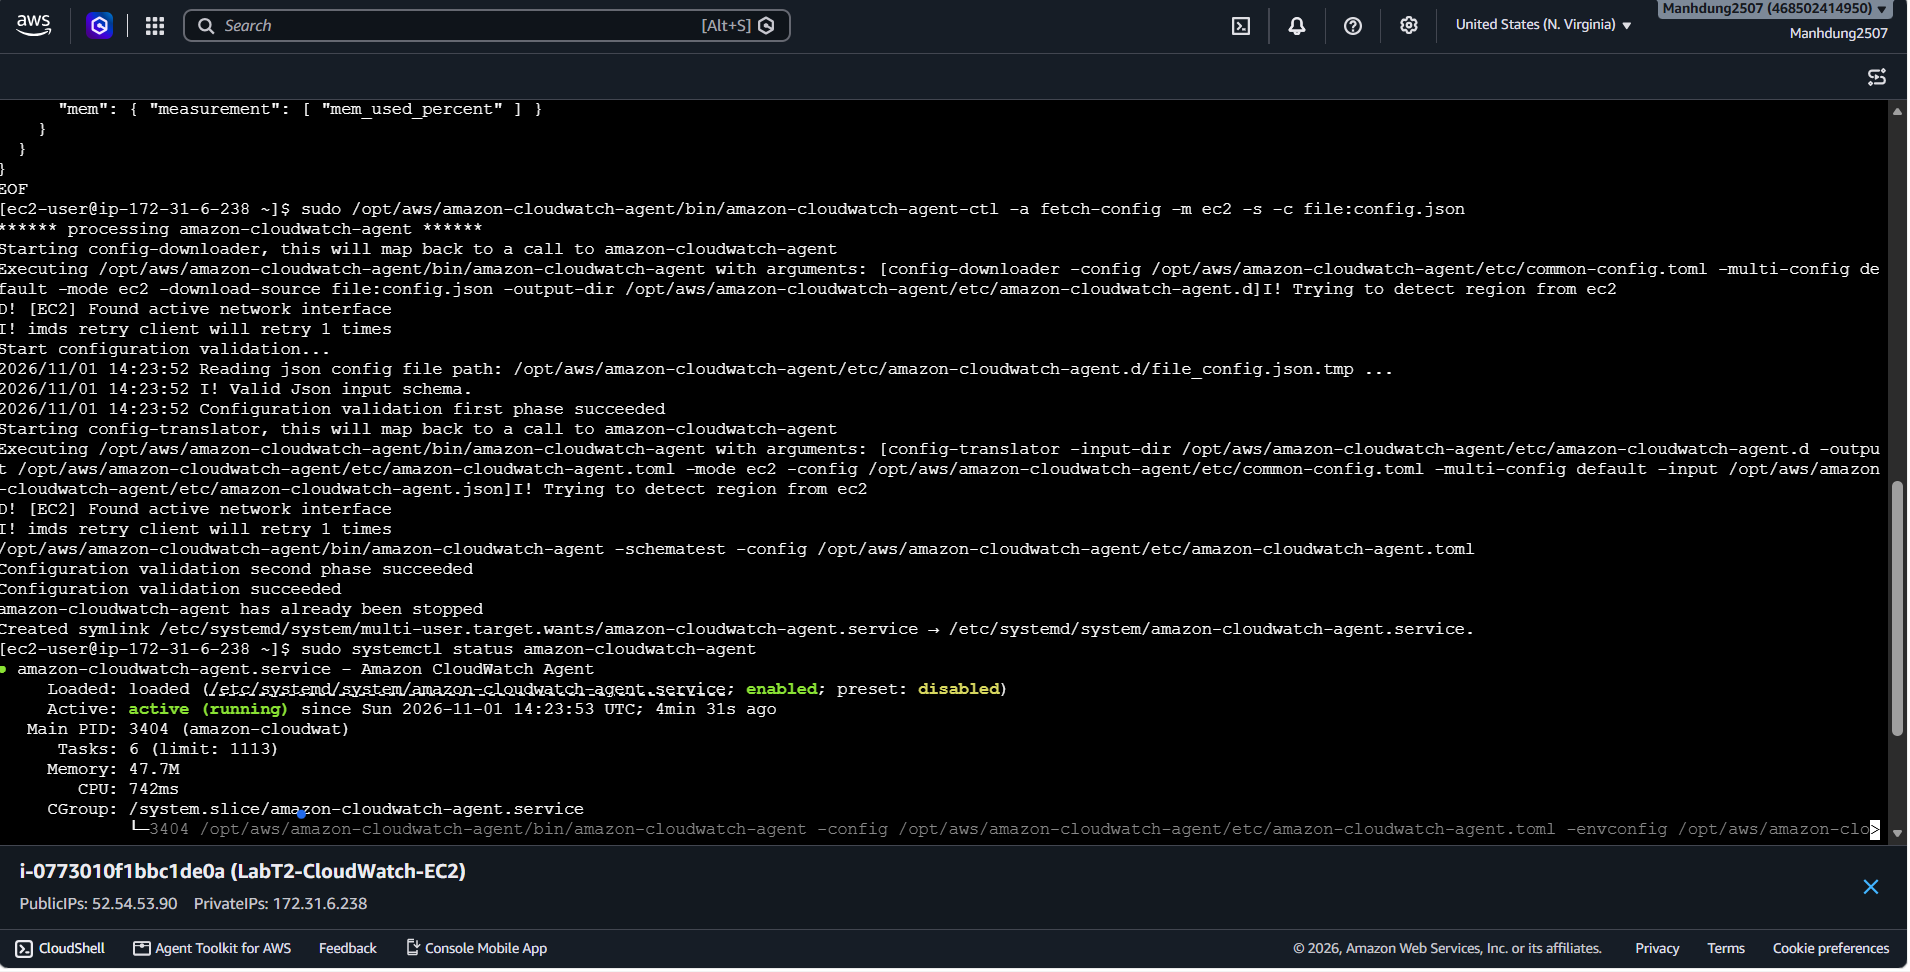 aws
Search
[Alt+S]
United States (N. Virginia)
Manhdung2507 (468502414950)
Manhdung2507
"mem": { "measurement": [ "mem_used_percent" ] }
}
}
}
EOF
[ec2-user@ip-172-31-6-238 ~]$ sudo /opt/aws/amazon-cloudwatch-agent/bin/amazon-cloudwatch-agent-ctl -a fetch-config -m ec2 -s -c file:config.json
****** processing amazon-cloudwatch-agent ******
Starting config-downloader, this will map back to a call to amazon-cloudwatch-agent
Executing /opt/aws/amazon-cloudwatch-agent/bin/amazon-cloudwatch-agent with arguments: [config-downloader -config /opt/aws/amazon-cloudwatch-agent/etc/common-config.toml -multi-config de
fault -mode ec2 -download-source file:config.json -output-dir /opt/aws/amazon-cloudwatch-agent/etc/amazon-cloudwatch-agent.d]I! Trying to detect region from ec2
D! [EC2] Found active network interface
I! imds retry client will retry 1 times
Start configuration validation...
2026/11/01 14:23:52 Reading json config file path: /opt/aws/amazon-cloudwatch-agent/etc/amazon-cloudwatch-agent.d/file_config.json.tmp ...
2026/11/01 14:23:52 I! Valid Json input schema.
2026/11/01 14:23:52 Configuration validation first phase succeeded
Starting config-translator, this will map back to a call to amazon-cloudwatch-agent
Executing /opt/aws/amazon-cloudwatch-agent/bin/amazon-cloudwatch-agent with arguments: [config-translator -input-dir /opt/aws/amazon-cloudwatch-agent/etc/amazon-cloudwatch-agent.d -outpu
t /opt/aws/amazon-cloudwatch-agent/etc/amazon-cloudwatch-agent.toml -mode ec2 -config /opt/aws/amazon-cloudwatch-agent/etc/common-config.toml -multi-config default -input /opt/aws/amazon
-cloudwatch-agent/etc/amazon-cloudwatch-agent.json]I! Trying to detect region from ec2
D! [EC2] Found active network interface
I! imds retry client will retry 1 times
/opt/aws/amazon-cloudwatch-agent/bin/amazon-cloudwatch-agent -schematest -config /opt/aws/amazon-cloudwatch-agent/etc/amazon-cloudwatch-agent.toml
Configuration validation second phase succeeded
Configuration validation succeeded
amazon-cloudwatch-agent has already been stopped
Created symlink /etc/systemd/system/multi-user.target.wants/amazon-cloudwatch-agent.service → /etc/systemd/system/amazon-cloudwatch-agent.service.
[ec2-user@ip-172-31-6-238 ~]$ sudo systemctl status amazon-cloudwatch-agent
● amazon-cloudwatch-agent.service - Amazon CloudWatch Agent
Loaded: loaded (/etc/systemd/system/amazon-cloudwatch-agent.service; enabled; preset: disabled)
Active: active (running) since Sun 2026-11-01 14:23:53 UTC; 4min 31s ago
Main PID: 3404 (amazon-cloudwat)
Tasks: 6 (limit: 1113)
Memory: 47.7M
CPU: 742ms
CGroup: /system.slice/amazon-cloudwatch-agent.service
└─3404 /opt/aws/amazon-cloudwatch-agent/bin/amazon-cloudwatch-agent -config /opt/aws/amazon-cloudwatch-agent/etc/amazon-cloudwatch-agent.toml -envconfig /opt/aws/amazon-clo>
i-0773010f1bbc1de0a (LabT2-CloudWatch-EC2)
PublicIPs: 52.54.53.90 PrivateIPs: 172.31.6.238
CloudShell Agent Toolkit for AWS Feedback Console Mobile App © 2026, Amazon Web Services, Inc. or its affiliates. Privacy Terms Cookie preferences